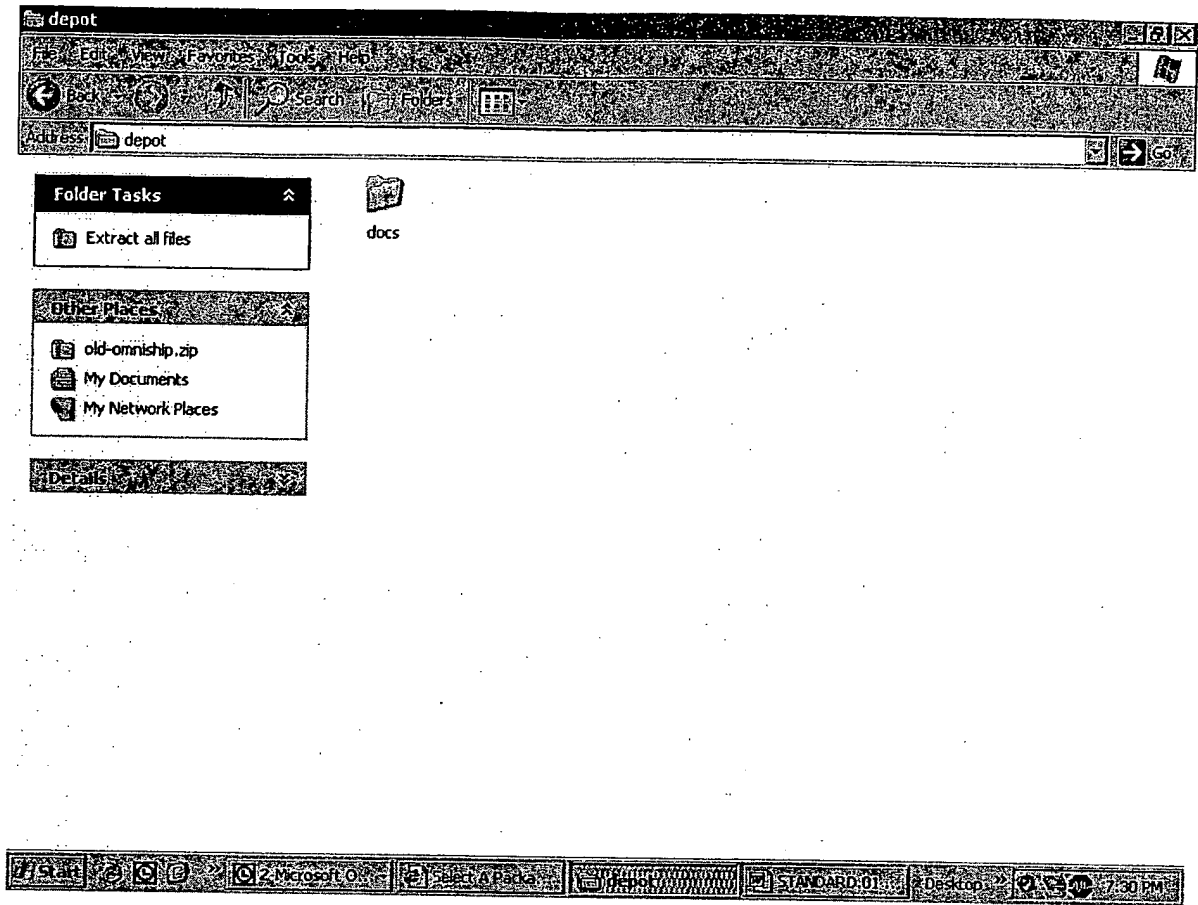 depot
File Edit View Favorites Tools Help
Back Search Folders
Address depot Go
Folder Tasks
docs
Extract all files
Other Places
old-omniship.zip
My Documents
My Network Places
Details
Start 2 Microsoft O... Select A Packa... depot STANDARD:01... Desktop » 7:30 PM